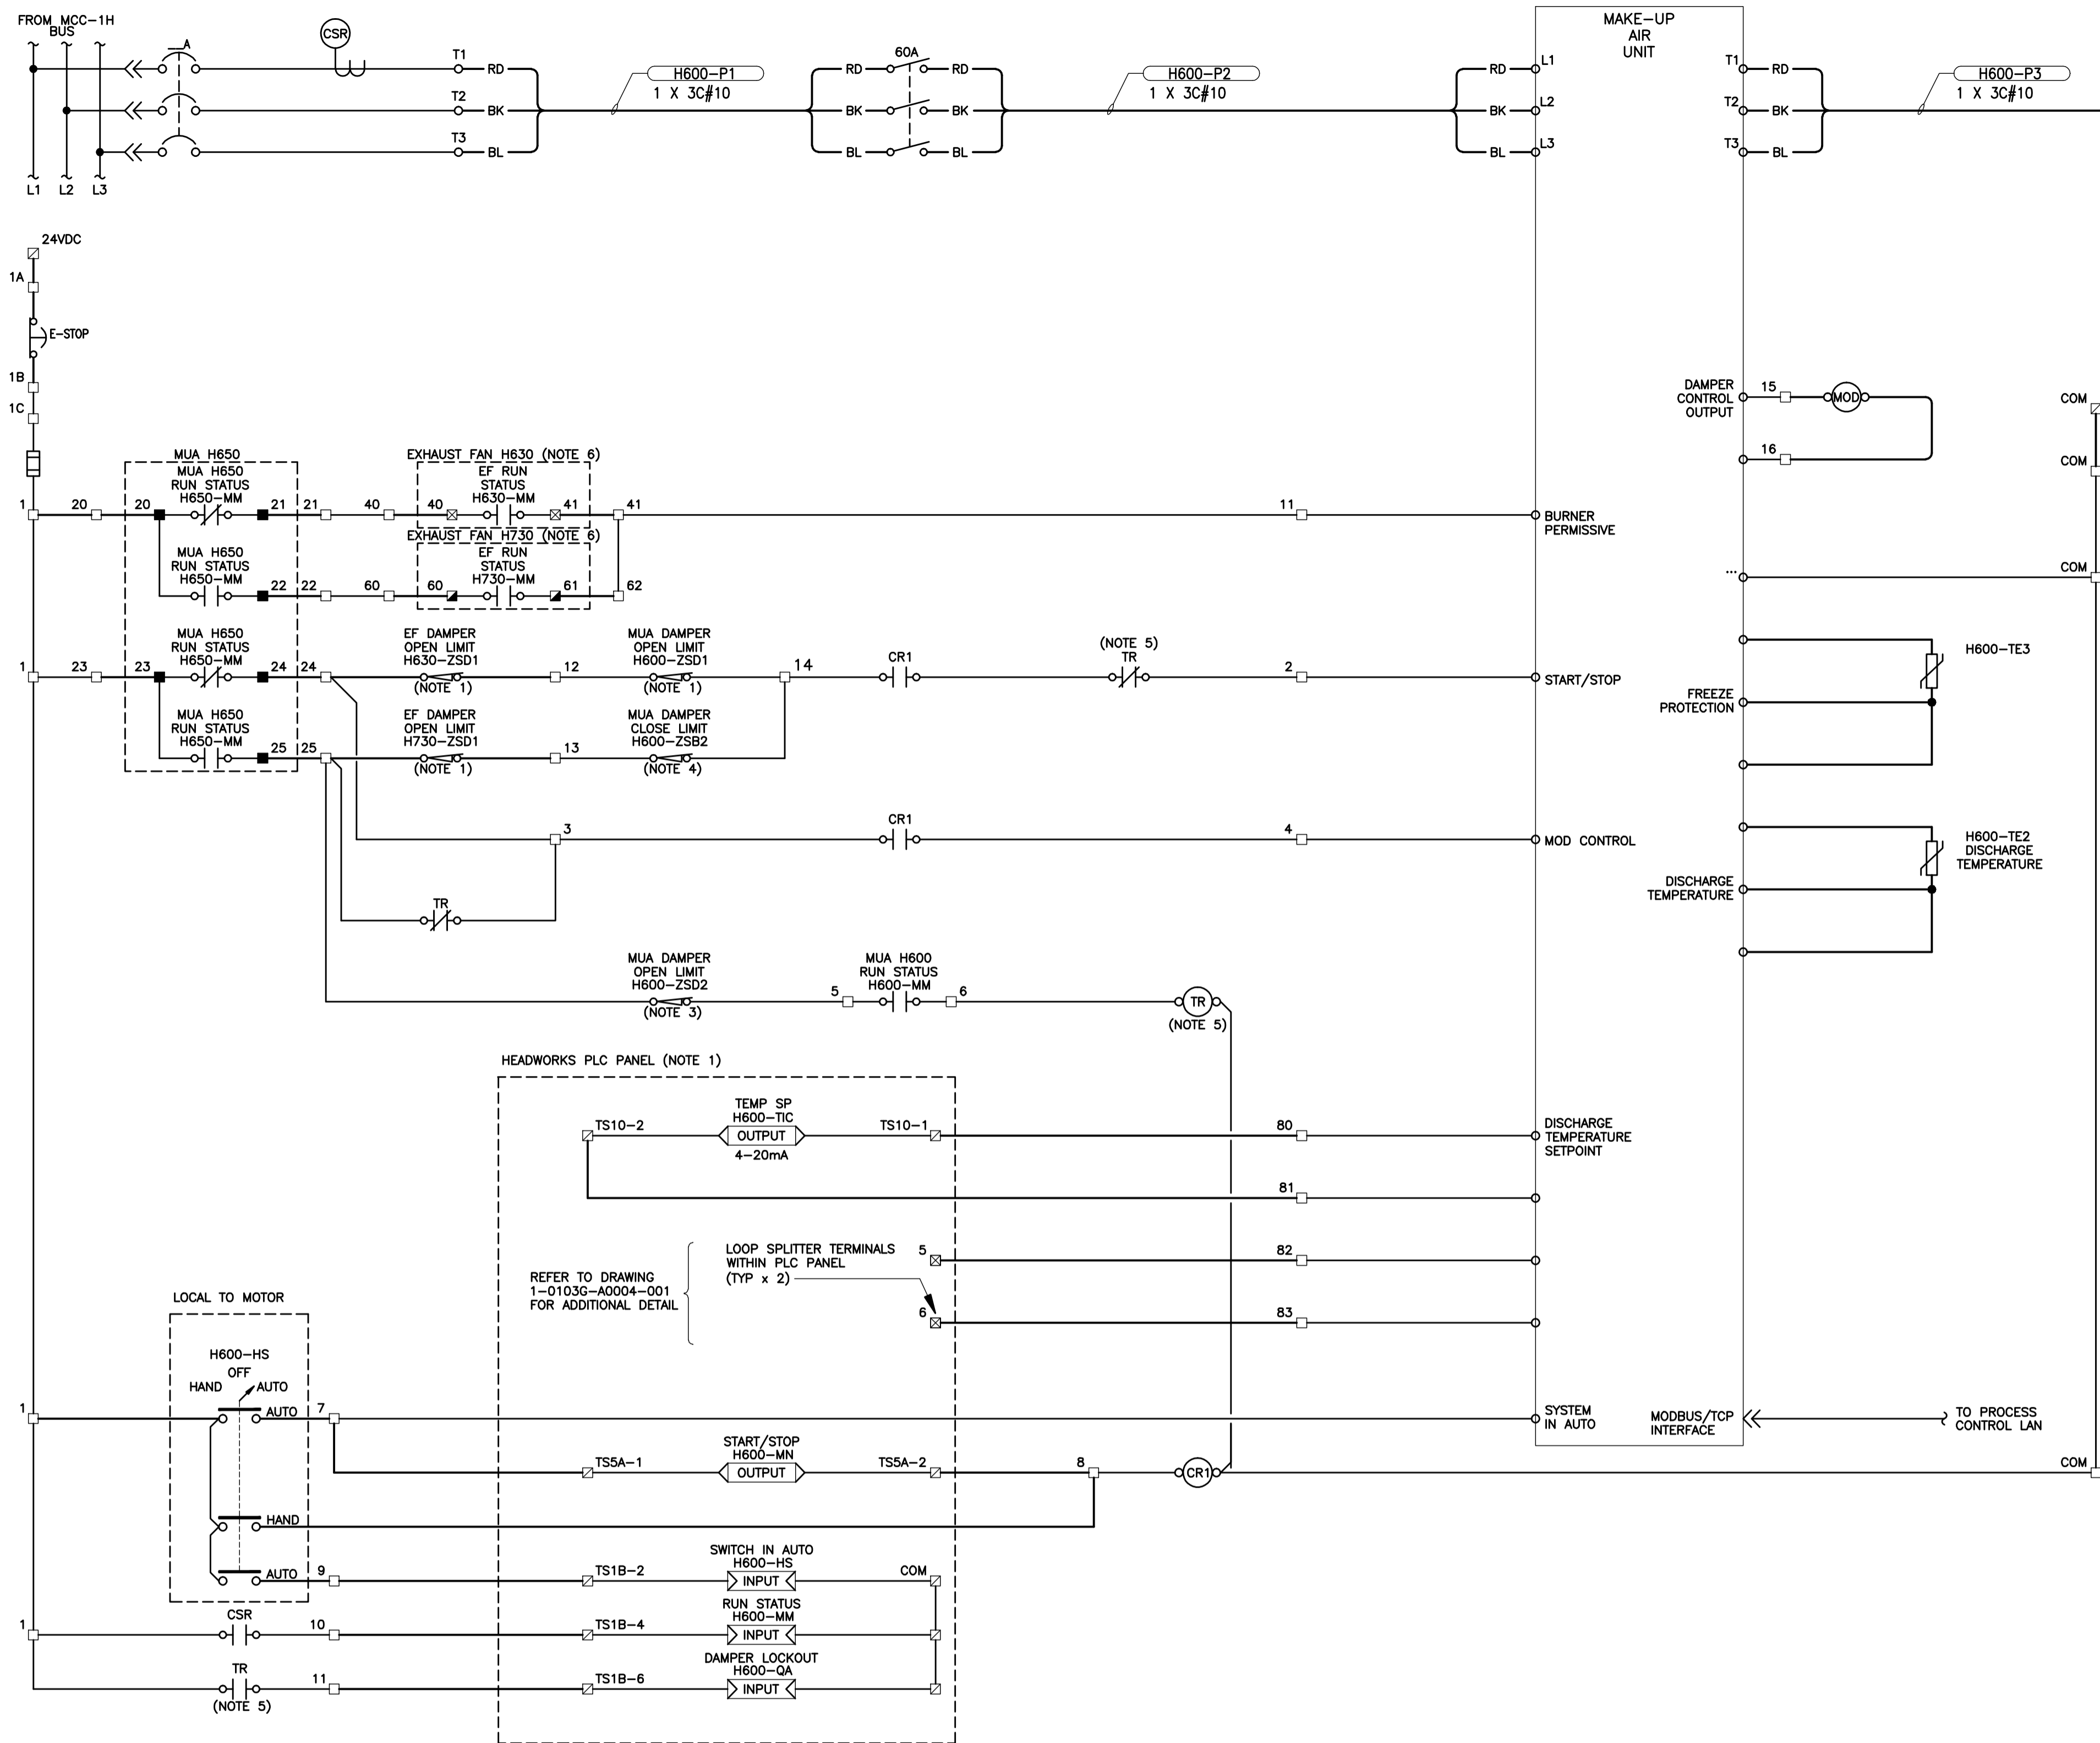 FROM MCC-1H
BUS
__A
CSR
T1
T2
T3
RD
BK
BL
H600-P1
1 X 3C#10
60A
RD
RD
BK
BK
BL
BL
H600-P2
1 X 3C#10
RD
BK
BL
L1
L2
L3
MAKE-UP
AIR
UNIT
T1
T2
T3
RD
BK
BL
H600-P3
1 X 3C#10
L1
L2
L3
24VDC
1A
E-STOP
1B
1C
DAMPER
CONTROL
OUTPUT
15
MOD
16
COM
COM
MUA H650
MUA H650
RUN STATUS
H650-MM
EXHAUST FAN H630 (NOTE 6)
EF RUN
STATUS
H630-MM
1
20
20
21
21
40
40
41
41
11
BURNER
PERMISSIVE
EXHAUST FAN H730 (NOTE 6)
MUA H650
RUN STATUS
H650-MM
EF RUN
STATUS
H730-MM
22
22
60
60
61
62
...
COM
MUA H650
RUN STATUS
H650-MM
EF DAMPER
OPEN LIMIT
H630-ZSD1
(NOTE 1)
MUA DAMPER
OPEN LIMIT
H600-ZSD1
(NOTE 1)
1
23
23
24
24
12
14
CR1
(NOTE 5)
TR
2
START/STOP
H600-TE3
FREEZE
PROTECTION
MUA H650
RUN STATUS
H650-MM
EF DAMPER
OPEN LIMIT
H730-ZSD1
(NOTE 1)
MUA DAMPER
CLOSE LIMIT
H600-ZSB2
(NOTE 4)
25
25
13
3
CR1
4
MOD CONTROL
H600-TE2
DISCHARGE
TEMPERATURE
DISCHARGE
TEMPERATURE
TR
MUA DAMPER
OPEN LIMIT
H600-ZSD2
(NOTE 3)
5
MUA H600
RUN STATUS
H600-MM
6
TR
(NOTE 5)
HEADWORKS PLC PANEL (NOTE 1)
TS10-2
TEMP SP
H600-TIC
OUTPUT
4-20mA
TS10-1
80
DISCHARGE
TEMPERATURE
SETPOINT
81
REFER TO DRAWING
1-0103G-A0004-001
FOR ADDITIONAL DETAIL
LOOP SPLITTER TERMINALS
WITHIN PLC PANEL
(TYP x 2)
5
82
6
83
LOCAL TO MOTOR
H600-HS
OFF
HAND
AUTO
1
AUTO
7
SYSTEM
IN AUTO
MODBUS/TCP
INTERFACE
TO PROCESS
CONTROL LAN
TS5A-1
START/STOP
H600-MN
OUTPUT
TS5A-2
8
CR1
COM
HAND
AUTO
9
TS1B-2
SWITCH IN AUTO
H600-HS
INPUT
COM
1
CSR
10
TS1B-4
RUN STATUS
H600-MM
INPUT
TR
(NOTE 5)
11
TS1B-6
DAMPER LOCKOUT
H600-QA
INPUT